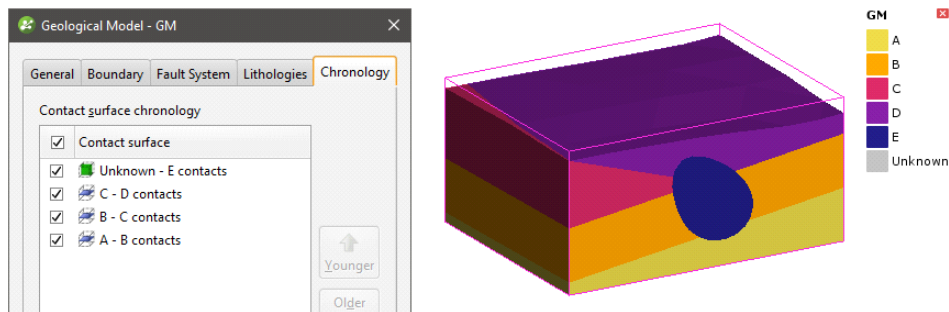 Geological Model - GM
General
Boundary
Fault System
Lithologies
Chronology
Contact surface chronology
Contact surface
Unknown - E contacts
C - D contacts
B - C contacts
A - B contacts
Younger
Older
GM
A
B
C
D
E
Unknown